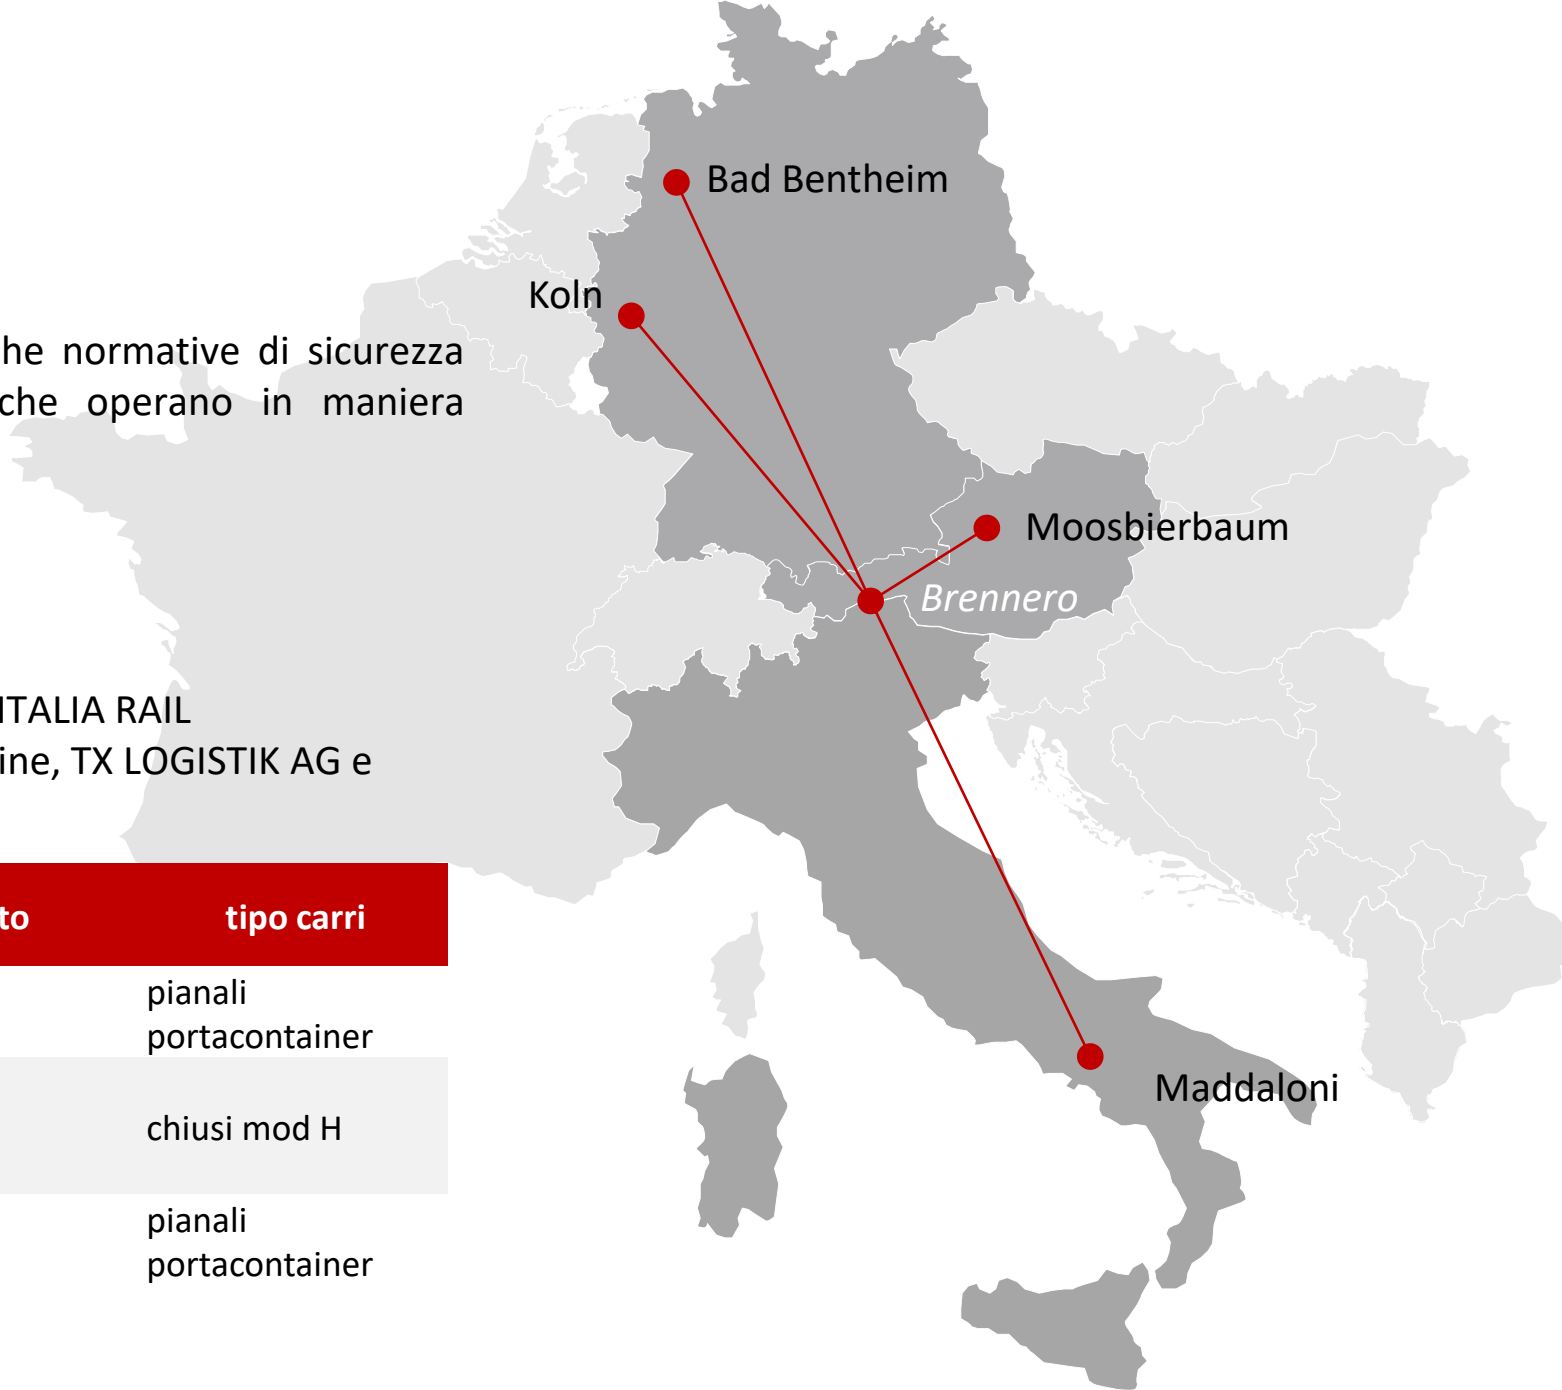 Bad Bentheim
Koln
he normative di sicurezza
che operano in maniera
Moosbierbaum
Brennero
ITALIA RAIL
ine, TX LOGISTIK AG e
to tipo carri
pianali
portacontainer
Maddaloni
chiusi mod H
pianali
portacontainer